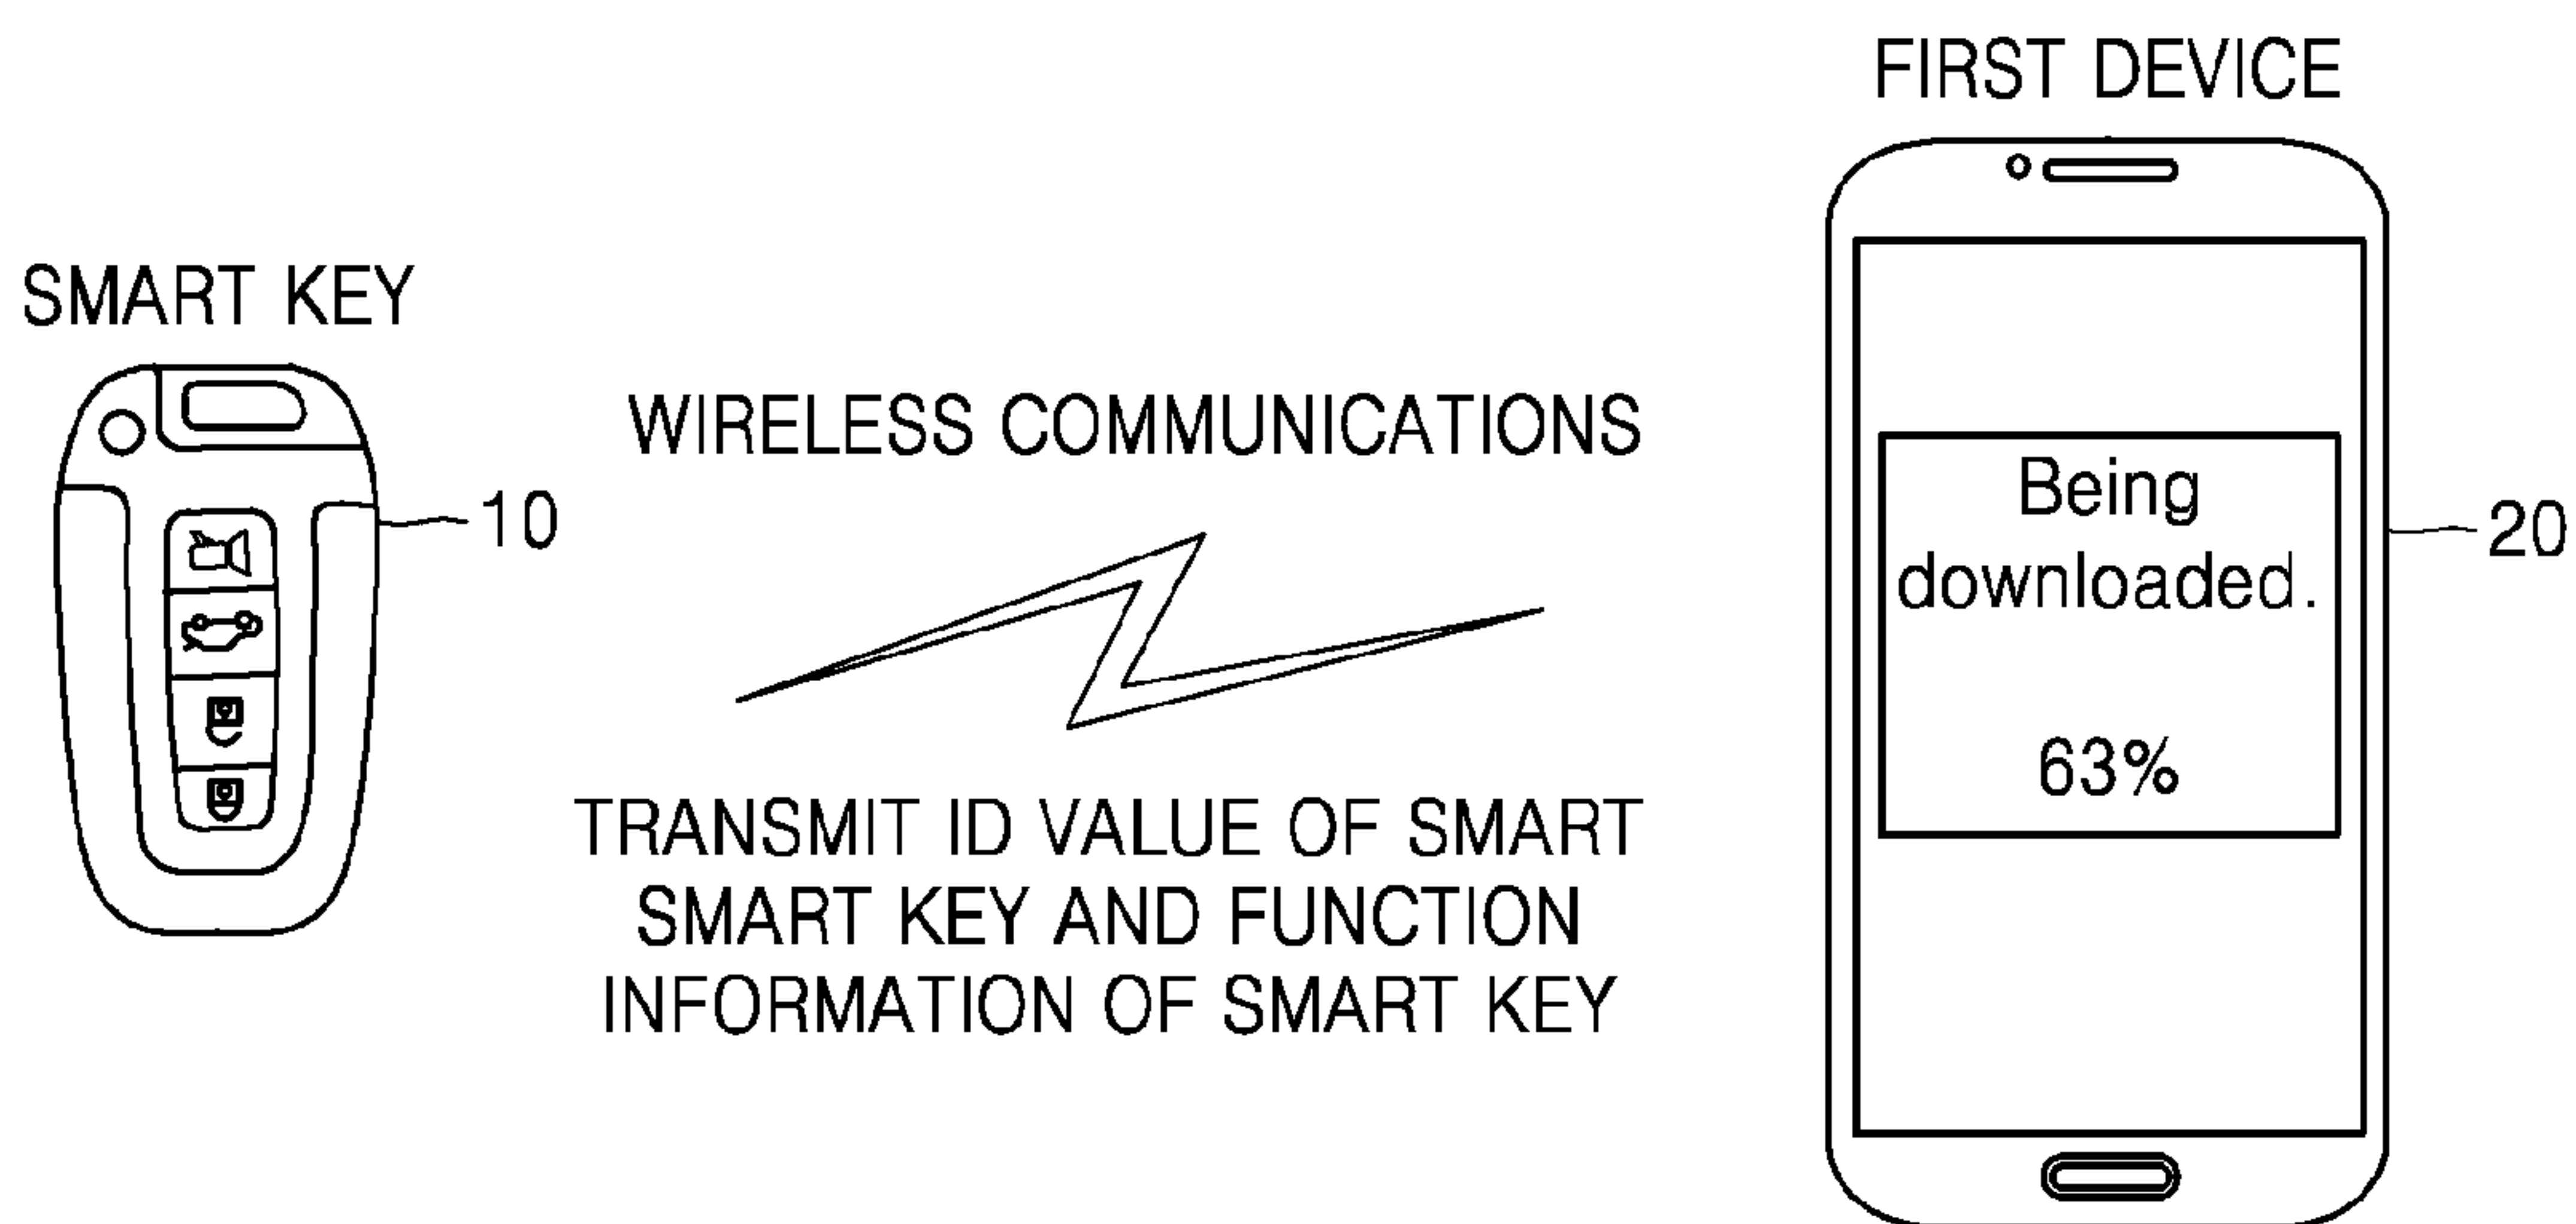 FIRST DEVICE
SMART KEY
WIRELESS COMMUNICATIONS
10
Being
downloaded.
20
63%
TRANSMIT ID VALUE OF SMART
SMART KEY AND FUNCTION
INFORMATION OF SMART KEY